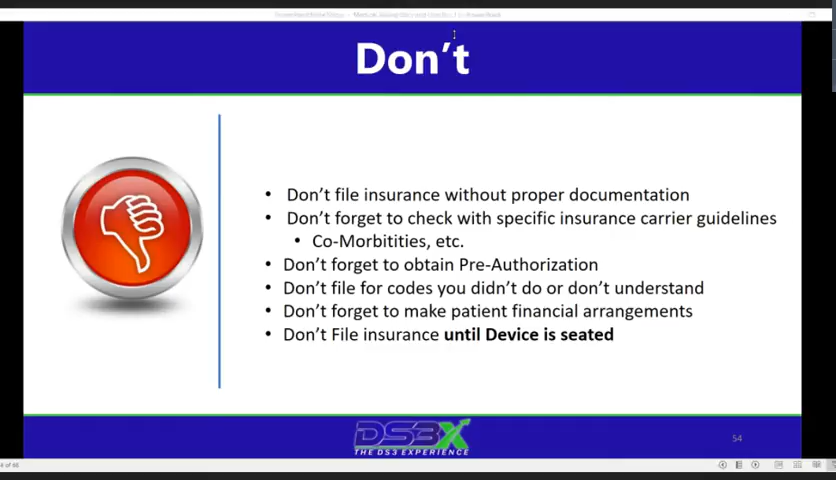 Don't
• Don't file insurance without proper documentation
• Don't forget to check with specific insurance carrier guidelines
• Co-Morbitities, etc.
• Don't forget to obtain Pre-Authorization
• Don't file for codes you didn't do or don't understand
• Don't forget to make patient financial arrangements
• Don't File insurance until Device is seated
DS3X
THE DS3 EXPERIENCE
54